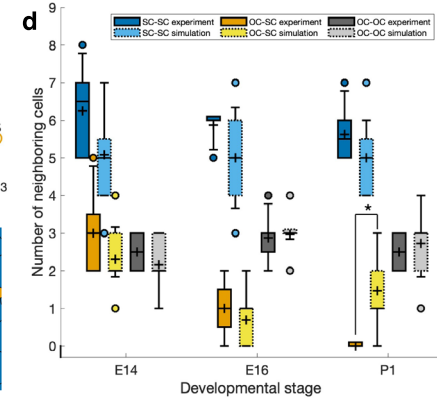 d
SC-SC experiment OC-SC experiment OC-OC experiment
SC-SC simulation OC-SC simulation OC-OC simulation
Number of neighboring cells
9
8
7
6
5
4
3
2
1
0
3
*
E14 E16 P1
Developmental stage